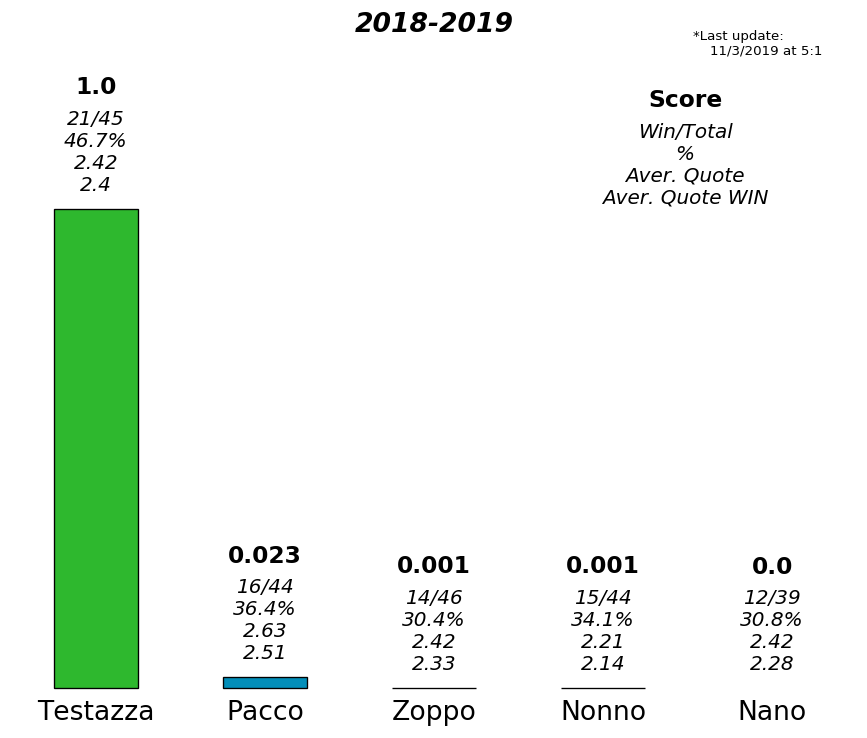 2018-2019
*Last update:
11/3/2019 at 5:1
Score
Win/Total
%
Aver. Quote
Aver. Quote WIN
1.0
21/45
46.7%
2.42
2.4
0.023
16/44
36.4%
2.63
2.51
0.001
14/46
30.4%
2.42
2.33
0.001
15/44
34.1%
2.21
2.14
0.0
12/39
30.8%
2.42
2.28
Testazza
Pacco
Zoppo
Nonno
Nano